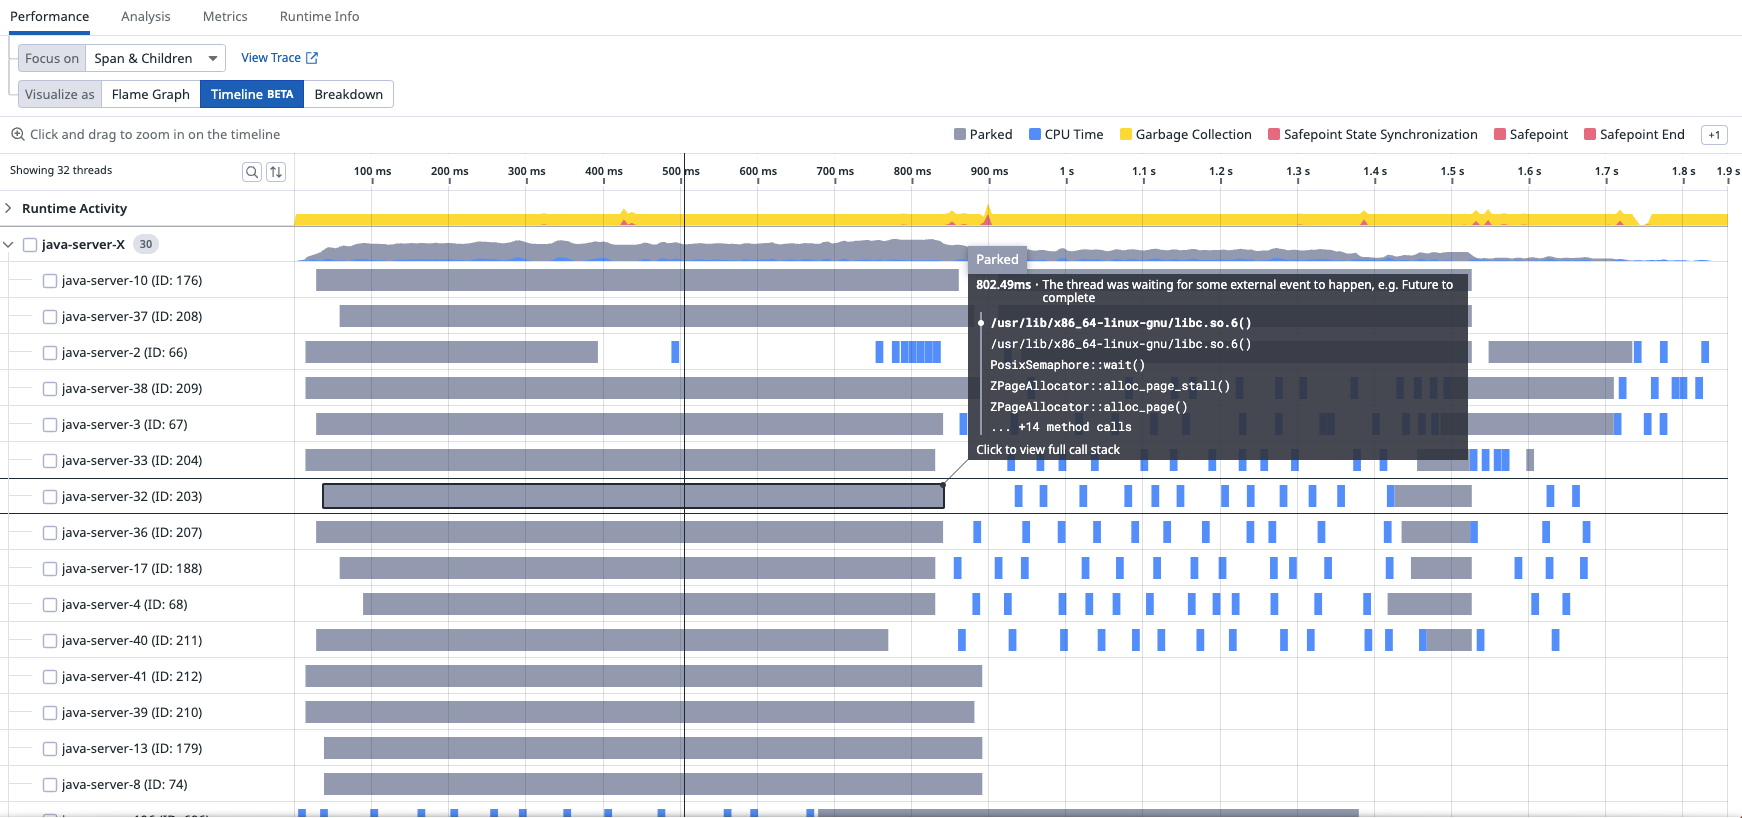 Performance Analysis Metrics Runtime Info
Focus on Span & Children View Trace
Visualize as Flame Graph Timeline BETA Breakdown
Click and drag to zoom in on the timeline
Parked CPU Time Garbage Collection Safepoint State Synchronization Safepoint Safepoint End +1
Showing 32 threads
100 ms 200 ms 300 ms 400 ms 500 ms 600 ms 700 ms 800 ms 900 ms 1 s 1.1 s 1.2 s 1.3 s 1.4 s 1.5 s 1.6 s 1.7 s 1.8 s 1.9 s
Runtime Activity
java-server-X 30
java-server-10 (ID: 176)
java-server-37 (ID: 208)
java-server-2 (ID: 66)
java-server-38 (ID: 209)
java-server-3 (ID: 67)
java-server-33 (ID: 204)
java-server-32 (ID: 203)
java-server-36 (ID: 207)
java-server-17 (ID: 188)
java-server-4 (ID: 68)
java-server-40 (ID: 211)
java-server-41 (ID: 212)
java-server-39 (ID: 210)
java-server-13 (ID: 179)
java-server-8 (ID: 74)
Parked
802.49ms · The thread was waiting for some external event to happen, e.g. Future to
complete
/usr/lib/x86_64-linux-gnu/libc.so.6()
/usr/lib/x86_64-linux-gnu/libc.so.6()
PosixSemaphore::wait()
ZPageAllocator::alloc_page_stall()
ZPageAllocator::alloc_page()
... +14 method calls
Click to view full call stack